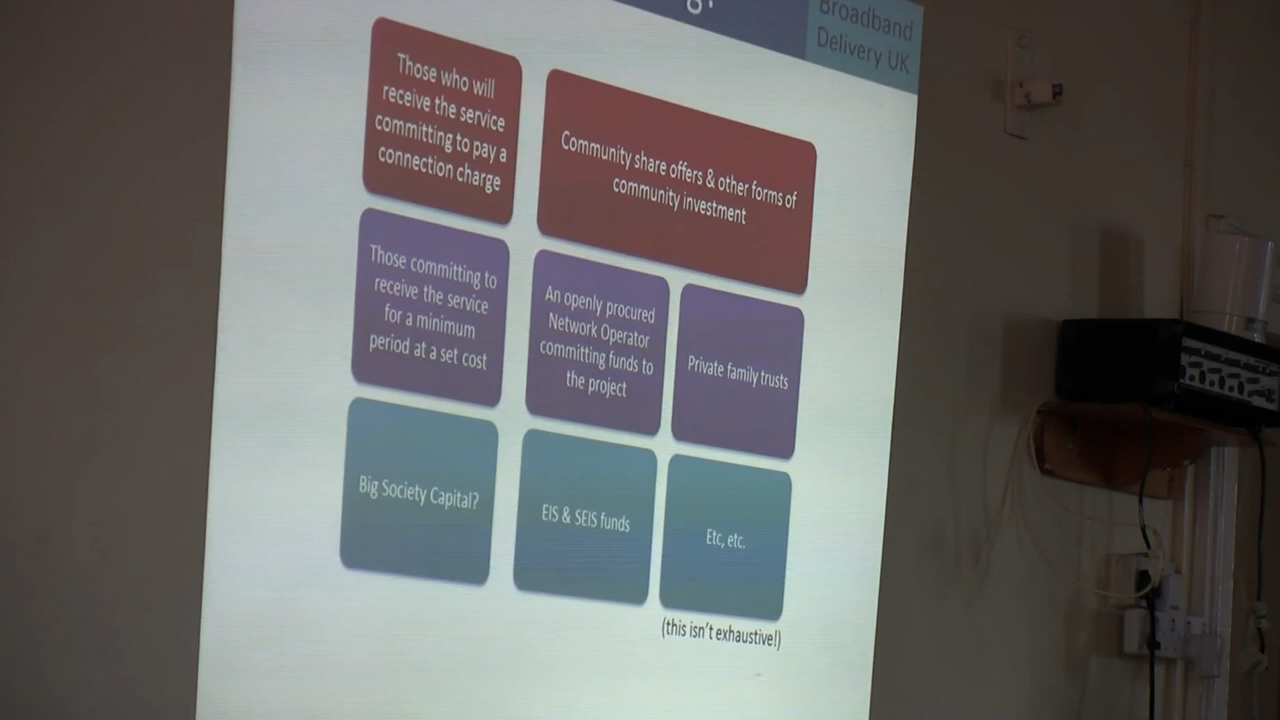 Broadband
Delivery UK
Those who will
receive the service
committing to pay a
connection charge
Community share offers & other forms of
community investment
Those committing to
receive the service
for a minimum
period at a set cost
An openly procured
Network Operator
committing funds to
the project
Private family trusts
Big Society Capital?
EIS & SEIS funds
Etc, etc.
(this isn't exhaustive!)